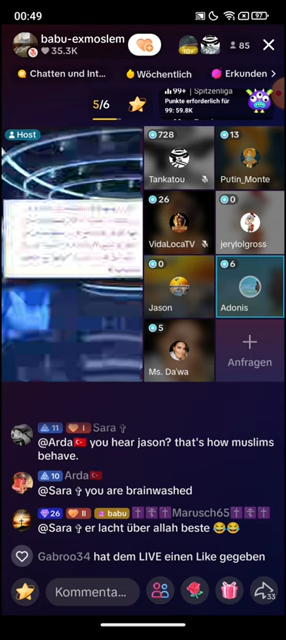 00:49
97
babu-exmoslem
35.3K
85
Chatten und Int...
Wöchentlich
Erkunden >
5/6
99+ | Spitzenliga
Punkte erforderlich für
99: 59.8K
Host
728
13
Tankatou
Putin_Monte
26
0
VidaLocaTV
jerylolgross
0
6
Jason
Adonis
5
Ms. Da'wa
Anfragen
11 I Sara ✞
@Arda🇹🇷 you hear jason? that's how muslims
behave.
10 Arda🇹🇷
@Sara ✞ you are brainwashed
26 II babu ✝️✝️✝️Marusch65✝️✝️✝️
@Sara ✞ er lacht über allah beste 😂😂
Gabroo34 hat dem LIVE einen Like gegeben
Kommenta...
33